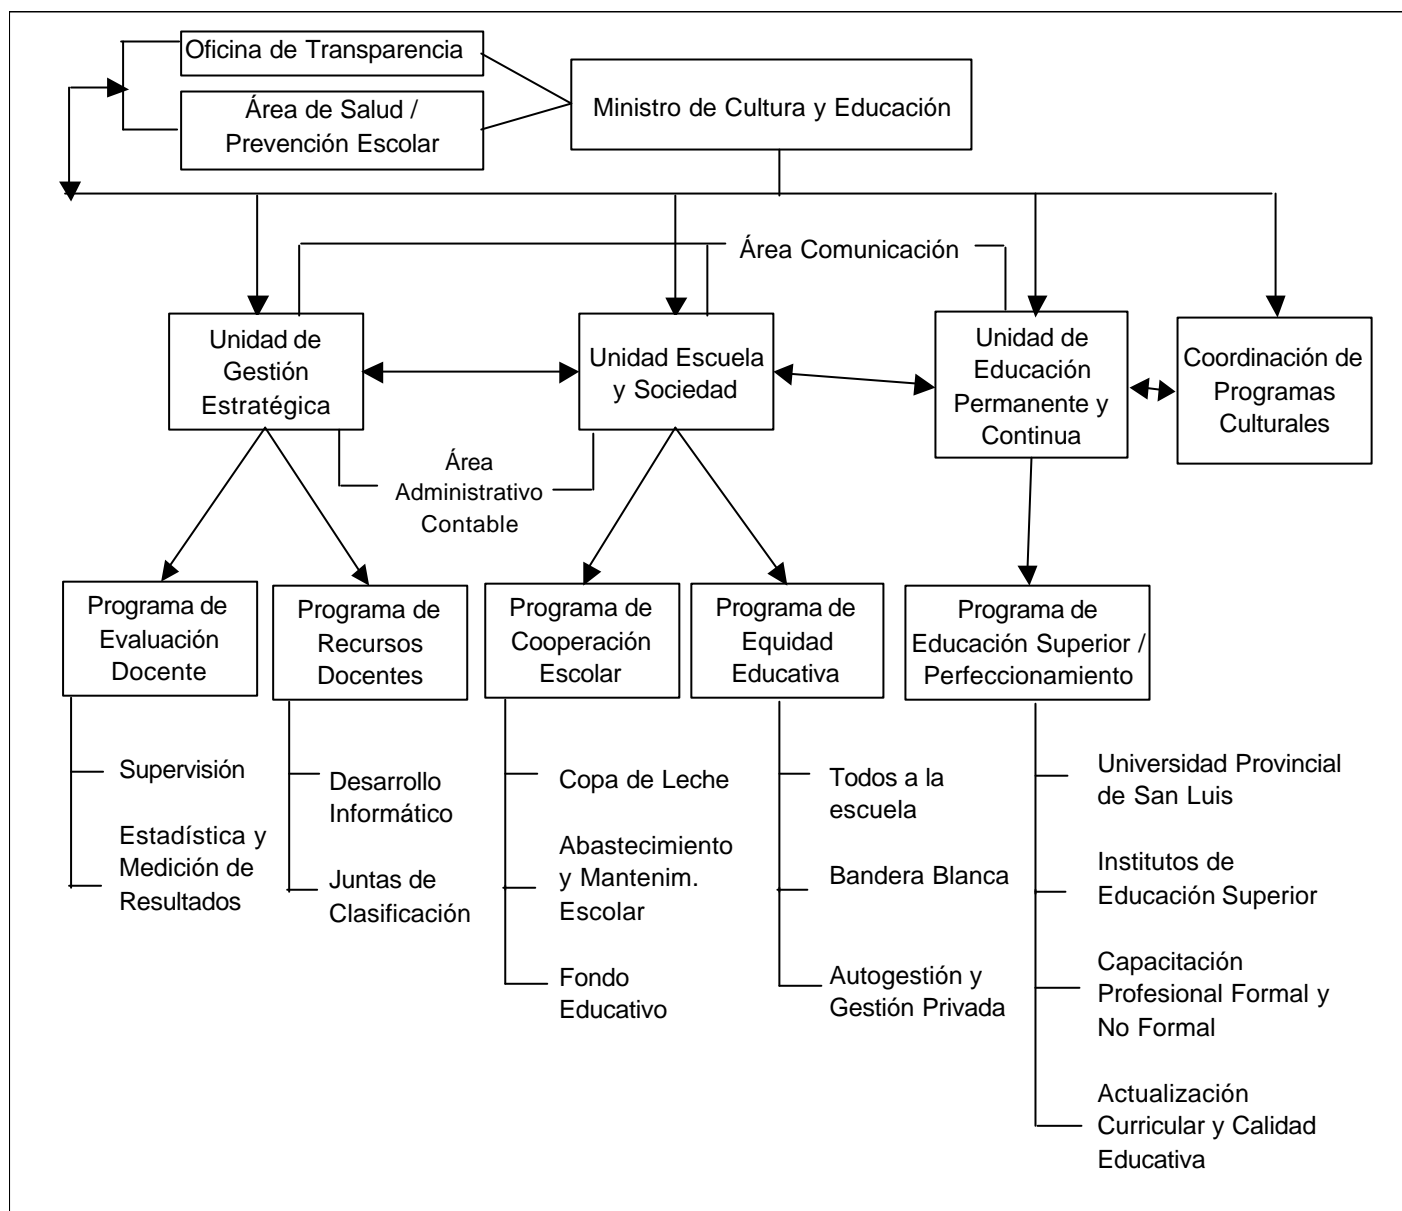 Oficina de Transparencia
Área de Salud /
Prevención Escolar
Ministro de Cultura y Educación
Área Comunicación
Unidad de
Gestión
Estratégica
Unidad Escuela
y Sociedad
Unidad de
Educación
Permanente y
Continua
Coordinación de
Programas
Culturales
Área
Administrativo
Contable
Programa de
Evaluación
Docente
Programa de
Recursos
Docentes
Programa de
Cooperación
Escolar
Programa de
Equidad
Educativa
Programa de
Educación Superior /
Perfeccionamiento
Supervisión
Estadística y
Medición de
Resultados
Desarrollo
Informático
Juntas de
Clasificación
Copa de Leche
Abastecimiento
y Mantenim.
Escolar
Fondo
Educativo
Todos a la
escuela
Bandera Blanca
Autogestión y
Gestión Privada
Universidad Provincial
de San Luis
Institutos de
Educación Superior
Capacitación
Profesional Formal y
No Formal
Actualización
Curricular y Calidad
Educativa